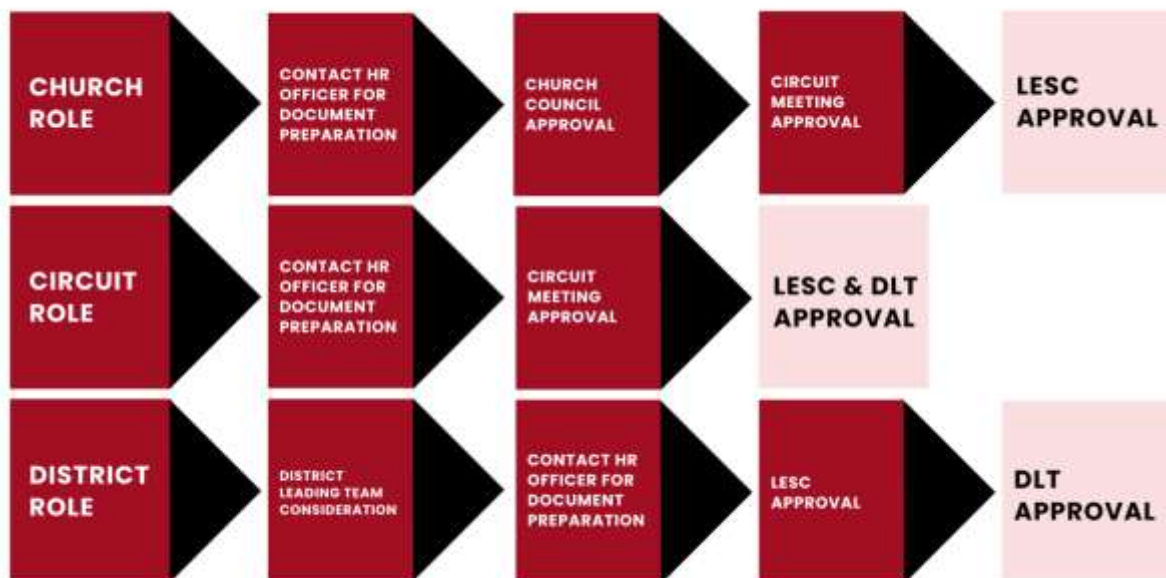 CHURCH
ROLE
CONTACT HR
OFFICER FOR
DOCUMENT
PREPARATION
CHURCH
COUNCIL
APPROVAL
CIRCUIT
MEETING
APPROVAL
LESC
APPROVAL
CIRCUIT
ROLE
CONTACT HR
OFFICER FOR
DOCUMENT
PREPARATION
CIRCUIT
MEETING
APPROVAL
LESC & DLT
APPROVAL
DISTRICT
ROLE
DISTRICT
LEADING TEAM
CONSIDERATION
CONTACT HR
OFFICER FOR
DOCUMENT
PREPARATION
LESC
APPROVAL
DLT
APPROVAL